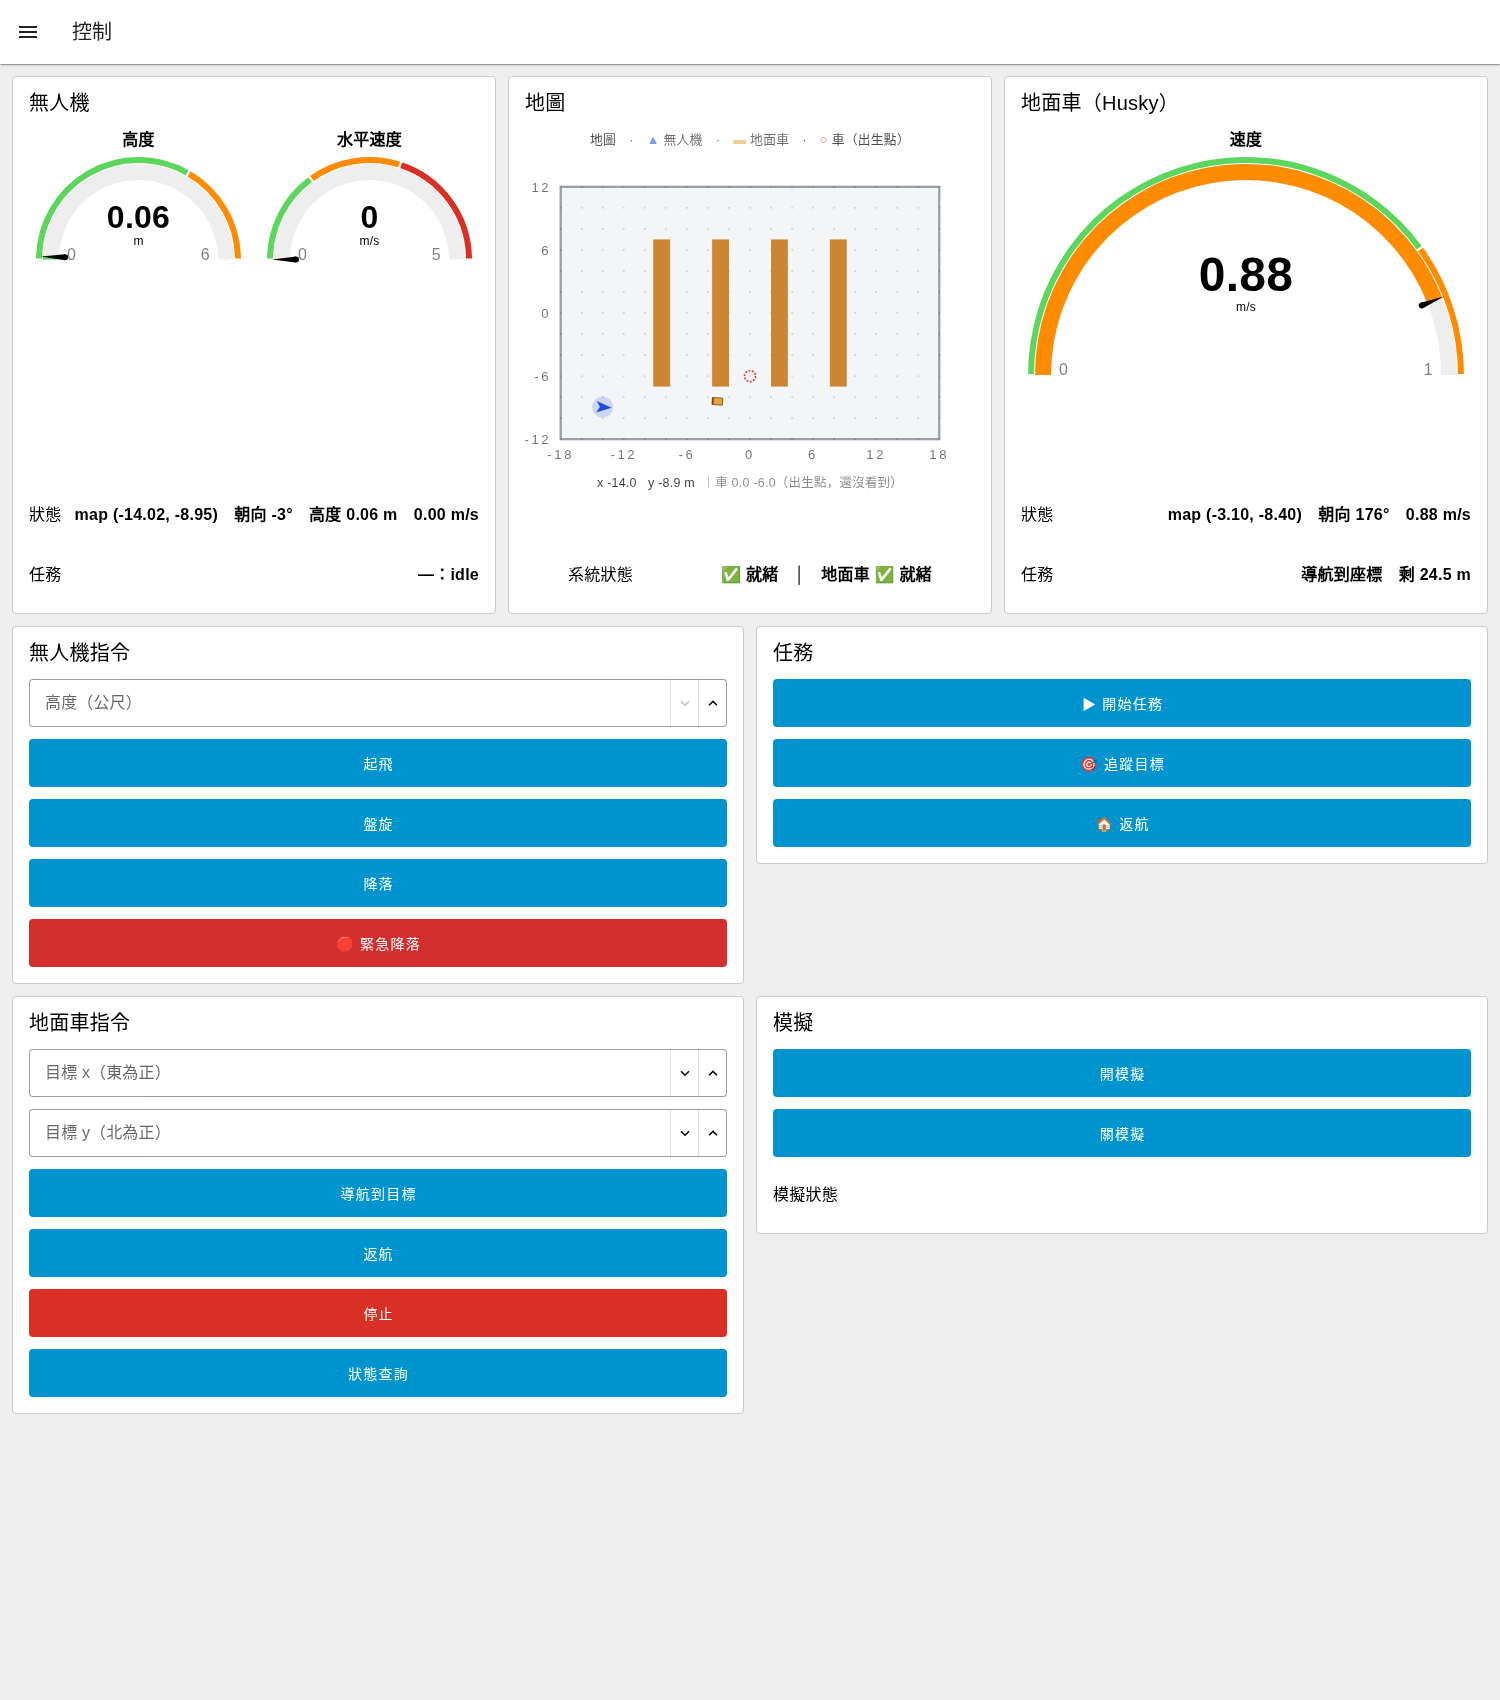 控制
無人機
高度
0.06
m
0
6
水平速度
0
m/s
0
5
狀態 map (-14.02, -8.95) 朝向 -3° 高度 0.06 m 0.00 m/s
任務 —：idle
地圖
地圖 · ▲ 無人機 · ▬ 地面車 · ○ 車（出生點）
12
6
0
-6
-12
-18 -12 -6 0 6 12 18
x -14.0 y -8.9 m ｜車 0.0 -6.0（出生點，還沒看到）
系統狀態 ✅ 就緒 │ 地面車 ✅ 就緒
地面車（Husky）
速度
0.88
m/s
0
1
狀態 map (-3.10, -8.40) 朝向 176° 0.88 m/s
任務 導航到座標 剩 24.5 m
無人機指令
高度（公尺）
起飛
盤旋
降落
🛑 緊急降落
任務
▶ 開始任務
🎯 追蹤目標
🏠 返航
地面車指令
目標 x（東為正）
目標 y（北為正）
導航到目標
返航
停止
狀態查詢
模擬
開模擬
關模擬
模擬狀態